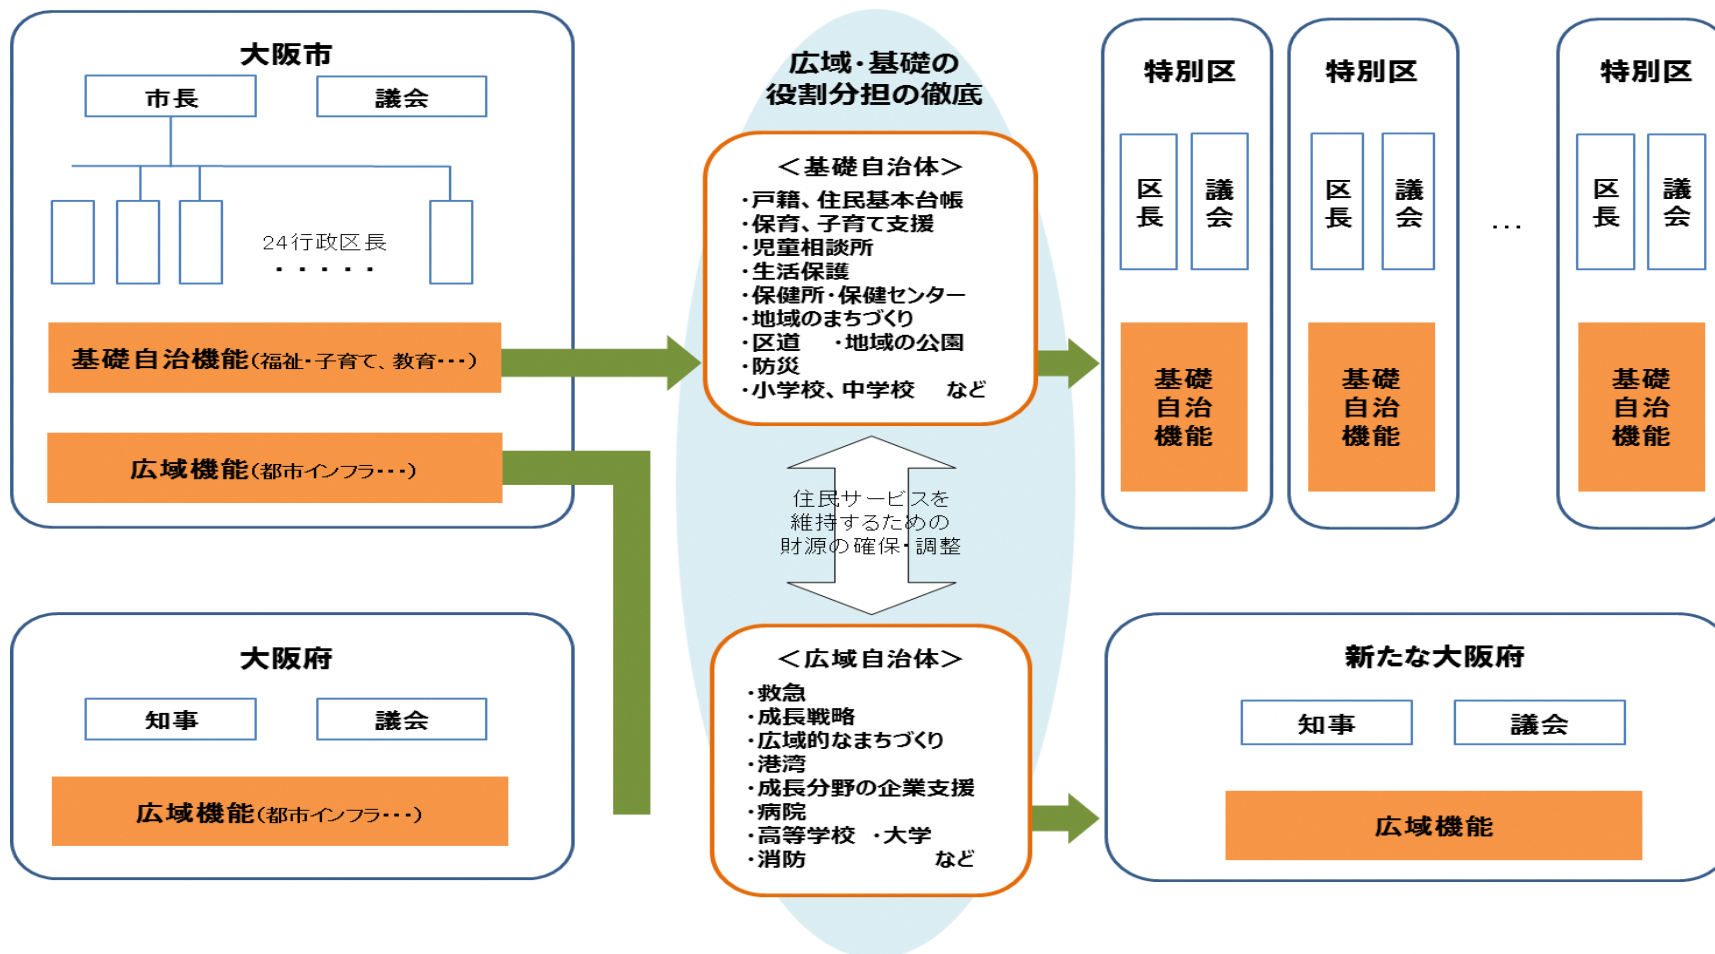 大阪市
市長
議会
24行政区長
・・・・・
基礎自治機能(福祉・子育て、教育・・・)
広域機能(都市インフラ・・・)
大阪府
知事
議会
広域機能(都市インフラ・・・)
広域・基礎の
役割分担の徹底
＜基礎自治体＞
・戸籍、住民基本台帳
・保育、子育て支援
・児童相談所
・生活保護
・保健所・保健センター
・地域のまちづくり
・区道　・地域の公園
・防災
・小学校、中学校　など
住民サービスを
維持するための
財源の確保・調整
＜広域自治体＞
・救急
・成長戦略
・広域的なまちづくり
・港湾
・成長分野の企業支援
・病院
・高等学校　・大学
・消防　など
特別区
区長
議会
基礎
自治
機能
特別区
区長
議会
基礎
自治
機能
…
特別区
区長
議会
基礎
自治
機能
新たな大阪府
知事
議会
広域機能